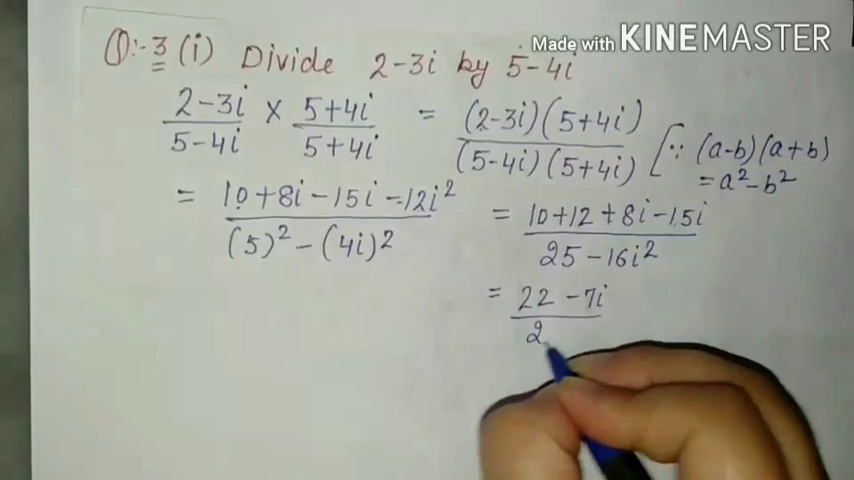 Made with KINEMASTER
Q:- 3 (i) Divide 2-3i by 5-4i
2-3i / 5-4i × 5+4i / 5+4i = (2-3i)(5+4i) / (5-4i)(5+4i) [∵ (a-b)(a+b)
= a² - b²
= 10+8i-15i-12i² / (5)² - (4i)² = 10+12+8i-15i / 25-16i²
= 22-7i / 2